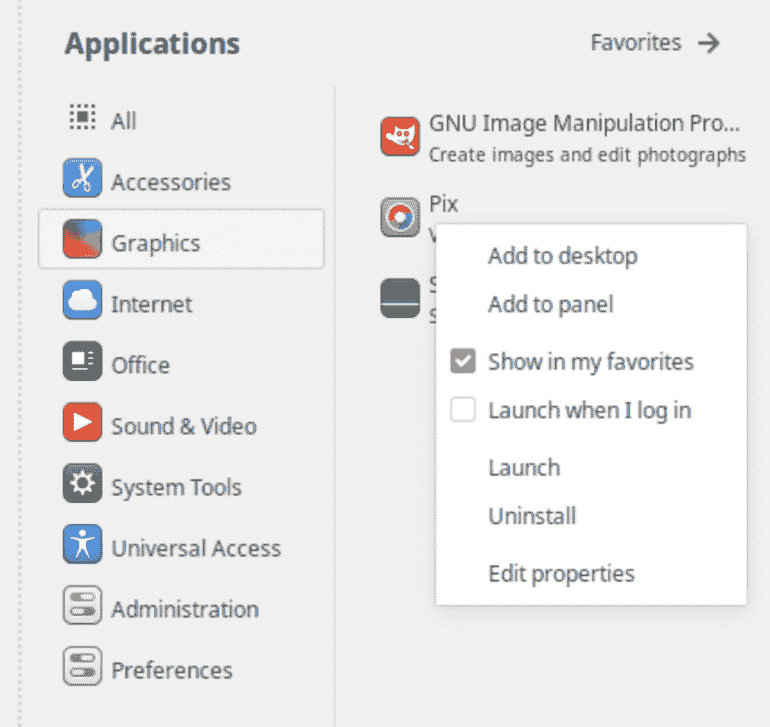 Applications
Favorites
All
Accessories
Graphics
Internet
Office
Sound & Video
System Tools
Universal Access
Administration
Preferences
GNU Image Manipulation Pro...
Create images and edit photographs
Pix
Add to desktop
Add to panel
Show in my favorites
Launch when I log in
Launch
Uninstall
Edit properties